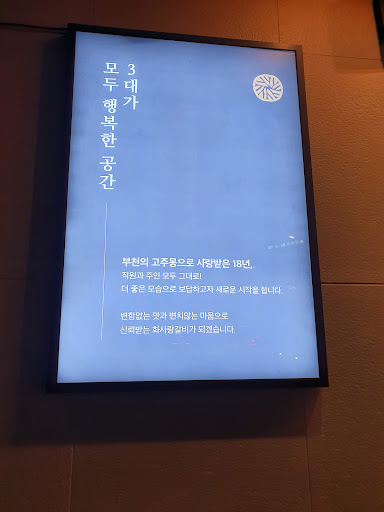 3대가
모두 행복한 공간
부천의 고주몽으로 사랑받은 18년,
직원과 주인 모두 그대로!
더 좋은 모습으로 보답하고자 새로운 시작을 합니다.
변함없는 맛과 변치않는 마음으로
신뢰받는 화사랑갈비가 되겠습니다.